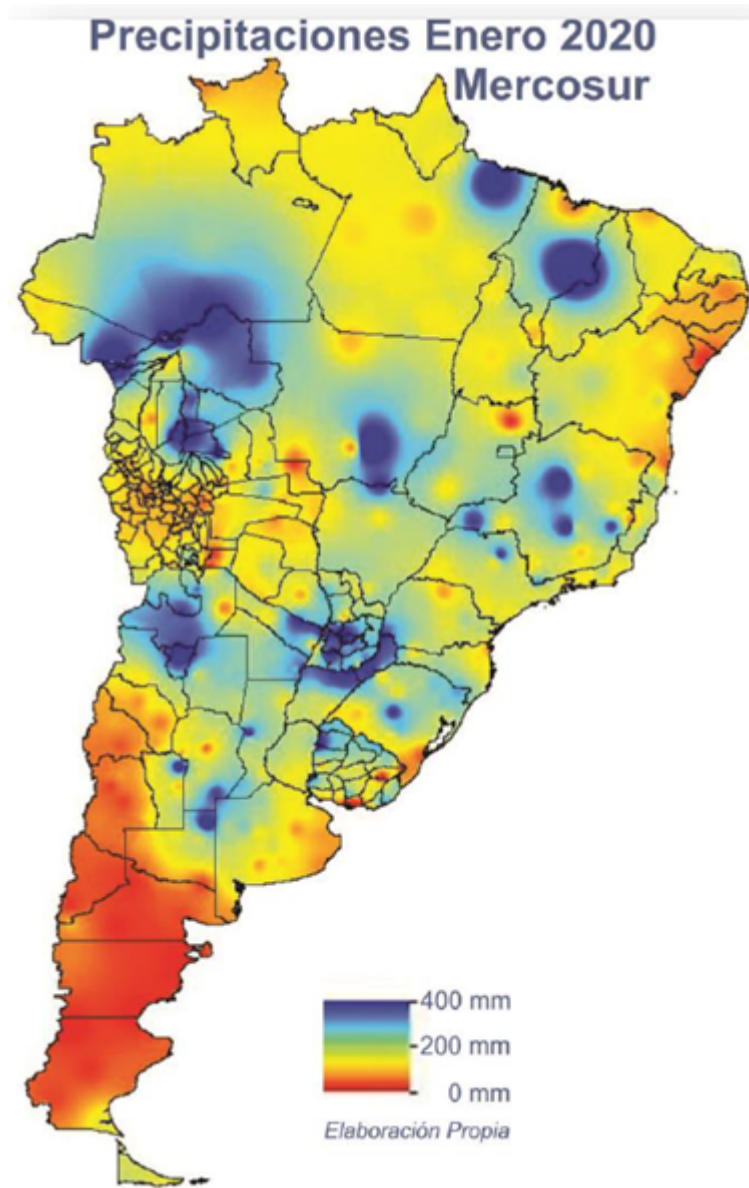 Precipitaciones Enero 2020
Mercosur
400 mm
200 mm
0 mm
Elaboración Propia